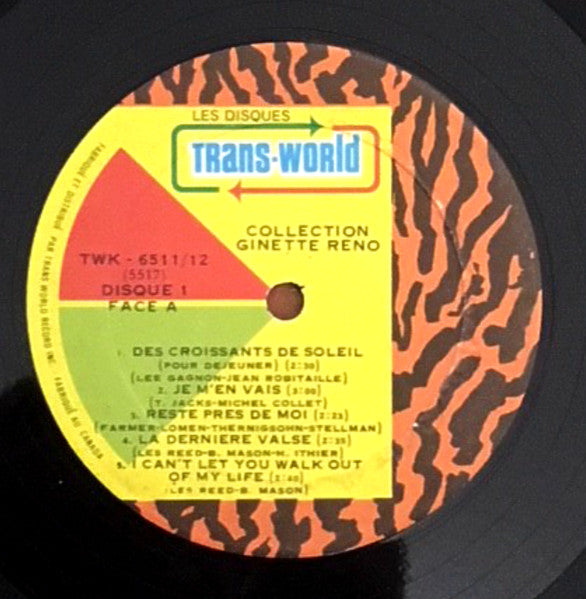 LES DISQUES
TRANS-WORLD
COLLECTION
GINETTE RENO
TWK - 6511/12
(5517)
DISQUE 1
FACE A
1. DES CROISSANTS DE SOLEIL
(POUR DEJEUNER) (2:30)
(LEE GAGNON-JEAN ROBITAILLE)
2. JE M'EN VAIS (3:00)
(T. JACKS-MICHEL COLLET)
3. RESTE PRES DE MOI (2:23)
(FARMER-LOMEN-THERNIGSOHN-STELLMAN)
4. LA DERNIERE VALSE (2:35)
(LES REED-B. MASON-H. ITHIER)
5. I CAN'T LET YOU WALK OUT
OF MY LIFE (2:40)
(LES REED-B. MASON)
FABRIQUÉ ET DISTRIBUÉ PAR TRANS WORLD RECORD INC. FABRIQUÉ AU CANADA